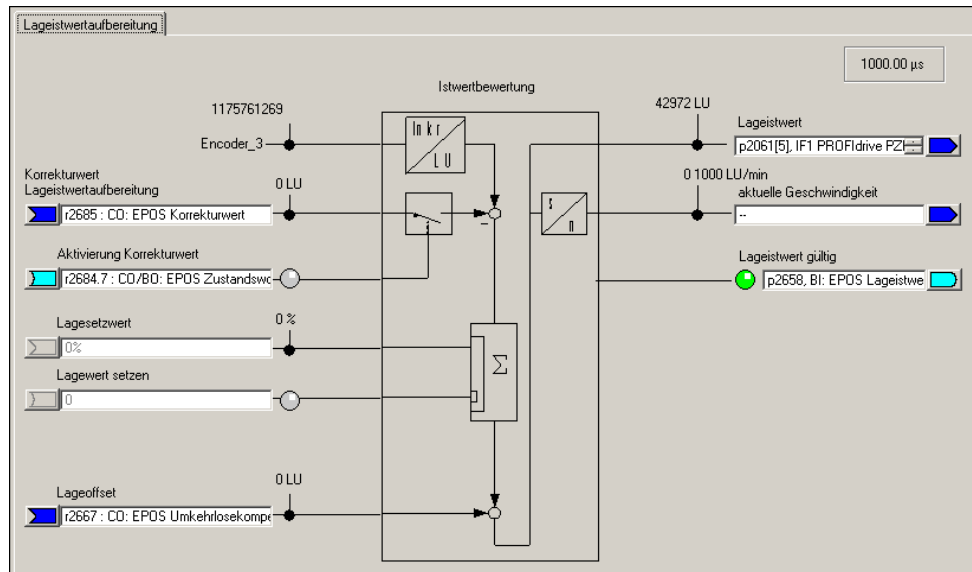 Lageistwertaufbereitung
1000.00 µs
Istwertbewertung
1175761269
42972 LU
Lageistwert
Encoder_3
Inkr
LU
p2061[5], IF1 PROFIdrive PZ
Korrekturwert
Lageistwertaufbereitung
0 LU
0 1000 LU/min
aktuelle Geschwindigkeit
r2685 : CO: EPOS Korrekturwert
s
n
--
Aktivierung Korrekturwert
Lageistwert gültig
r2684.7 : CO/BO: EPOS Zustandswo
p2658, BI: EPOS Lageistwe
Lagesetzwert
0 %
0%
Σ
Lagewert setzen
0
Lageoffset
0 LU
r2667 : CO: EPOS Umkehrlosekompe